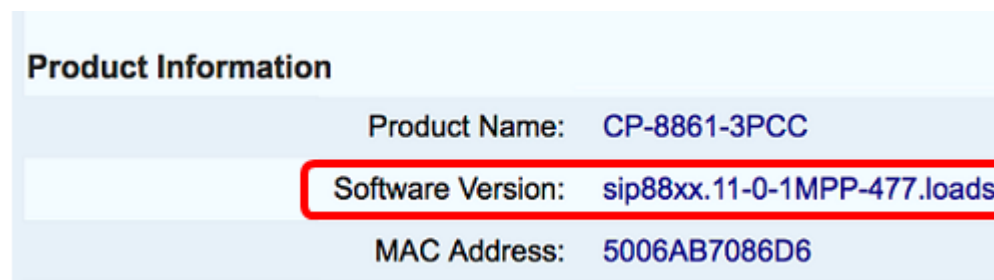 Product Information
Product Name: CP-8861-3PCC
Software Version: sip88xx.11-0-1MPP-477.loads
MAC Address: 5006AB7086D6